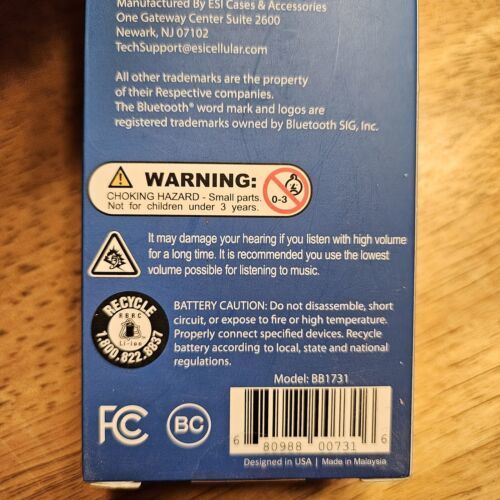 Manufactured By ESI Cases & Accessories
One Gateway Center Suite 2600
Newark, NJ 07102
TechSupport@esicellular.com
All other trademarks are the property
of their Respective companies.
The Bluetooth® word mark and logos are
registered trademarks owned by Bluetooth SIG, Inc.
WARNING:
CHOKING HAZARD - Small parts.
Not for children under 3 years.
0-3
It may damage your hearing if you listen with high volume
for a long time. It is recommended you use the lowest
volume possible for listening to music.
RECYCLE
RBRC
Li-ion
1.800.822.8837
BATTERY CAUTION: Do not disassemble, short
circuit, or expose to fire or high temperature.
Properly connect specified devices. Recycle
battery according to local, state and national
regulations.
Model: BB1731
FC
BC
6 80988 00731 6
Designed in USA | Made in Malaysia